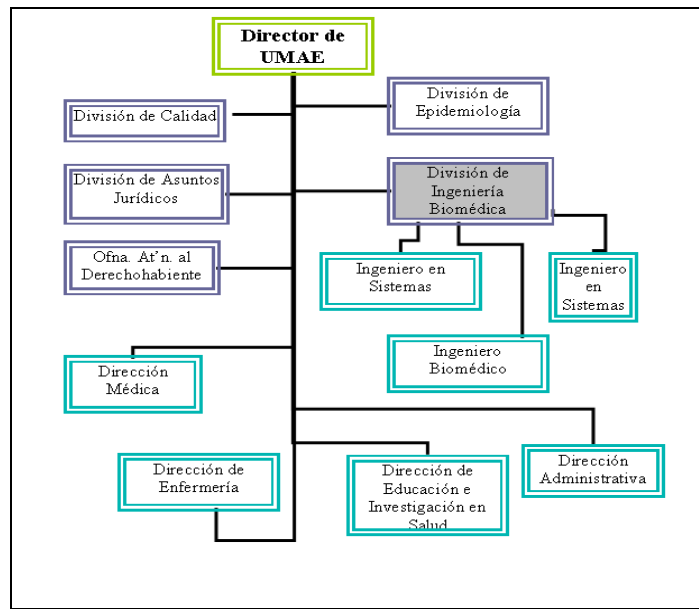 Director de
UMAE
División de Calidad
División de
Epidemiología
División de Asuntos
Jurídicos
División de
Ingeniería
Biomédica
Ofna. At’n. al
Derechohabiente
Ingeniero en
Sistemas
Ingeniero
en
Sistemas
Ingeniero
Biomédico
Dirección
Médica
Dirección de
Enfermería
Dirección de
Educación e
Investigación en
Salud
Dirección
Administrativa